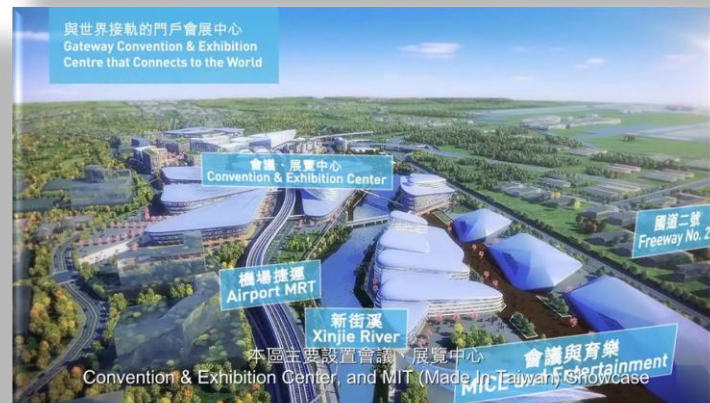 與世界接軌的門戶會展中心
Gateway Convention & Exhibition
Centre that Connects to the World
會議、展覽中心
Convention & Exhibition Center
國道二號
Freeway No. 2
機場捷運
Airport MRT
新街溪
Xinjie River
會議與育樂
MICE and Entertainment
本區主要設置會議、展覽中心
Convention & Exhibition Center, and MIT (Made In Taiwan) Showcase